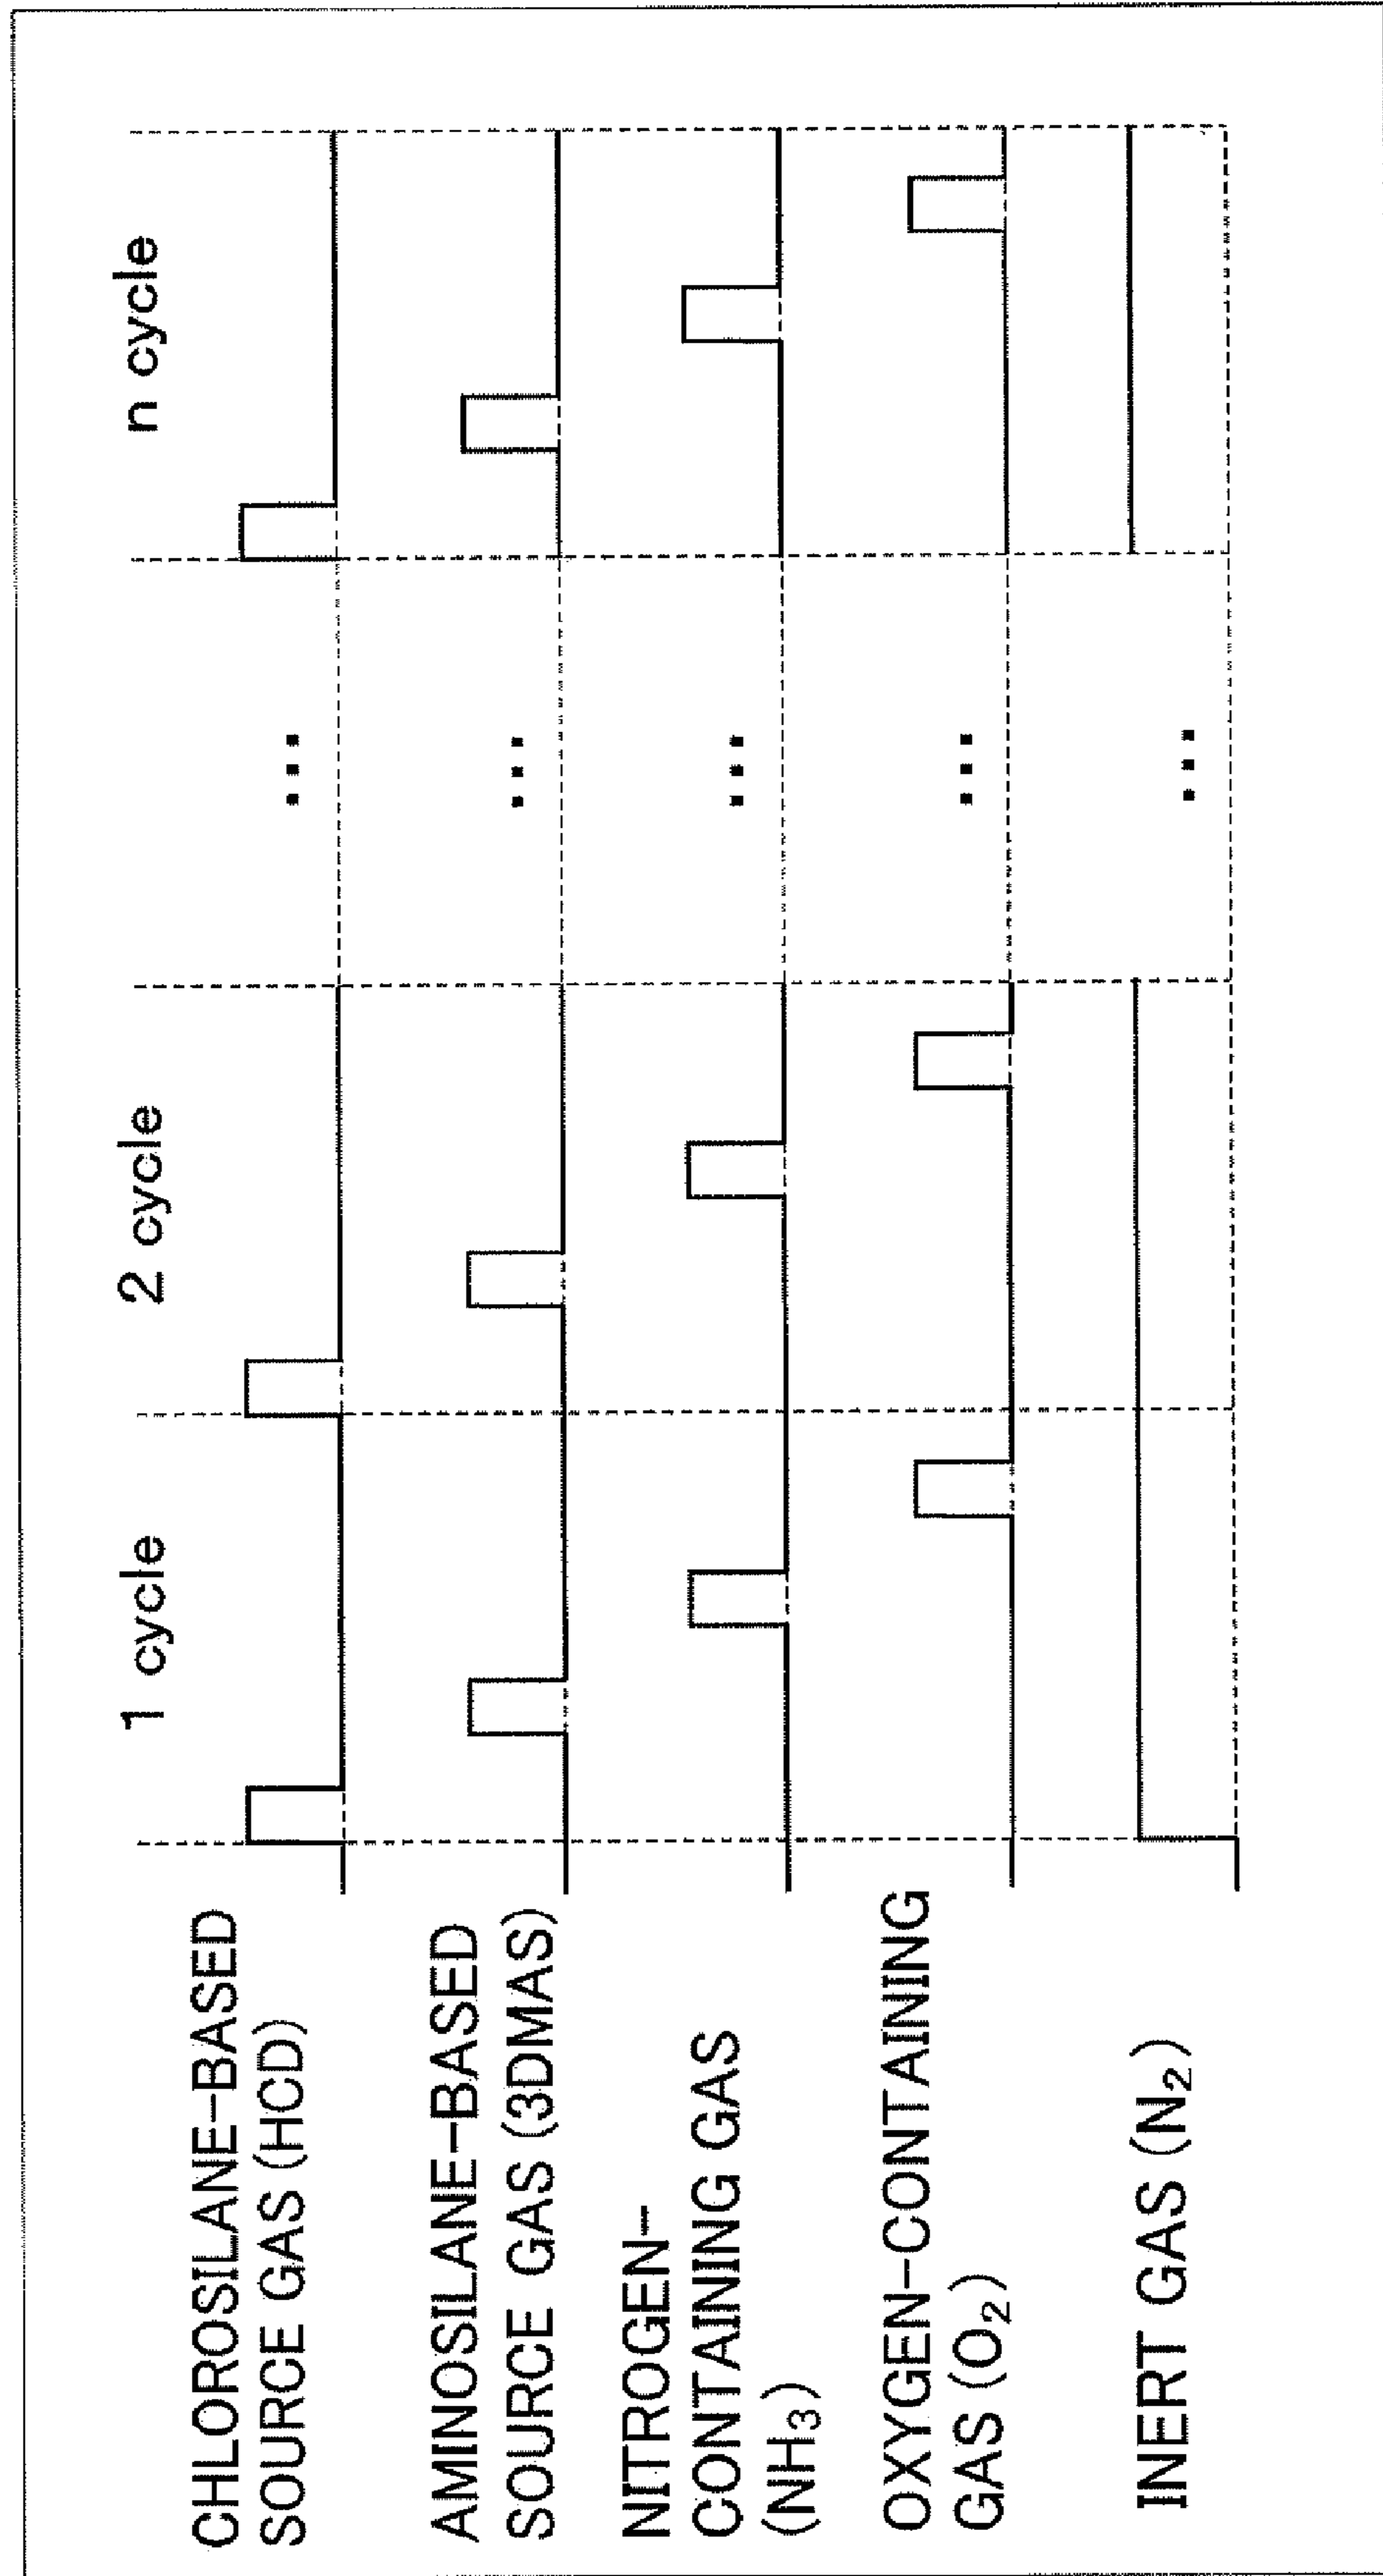 1 cycle
2 cycle
n cycle
CHLOROSILANE-BASED
SOURCE GAS (HCD)
AMINOSILANE-BASED
SOURCE GAS (3DMAS)
NITROGEN-
CONTAINING GAS
(NH₃)
OXYGEN-CONTAINING
GAS (O₂)
INERT GAS (N₂)